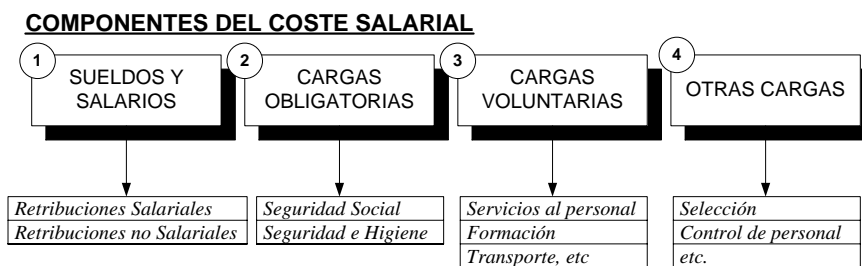 COMPONENTES DEL COSTE SALARIAL
1
SUELDOS Y
SALARIOS
2
CARGAS
OBLIGATORIAS
3
CARGAS
VOLUNTARIAS
4
OTRAS CARGAS
Retribuciones Salariales
Retribuciones no Salariales
Seguridad Social
Seguridad e Higiene
Servicios al personal
Formación
Transporte, etc
Selección
Control de personal
etc.